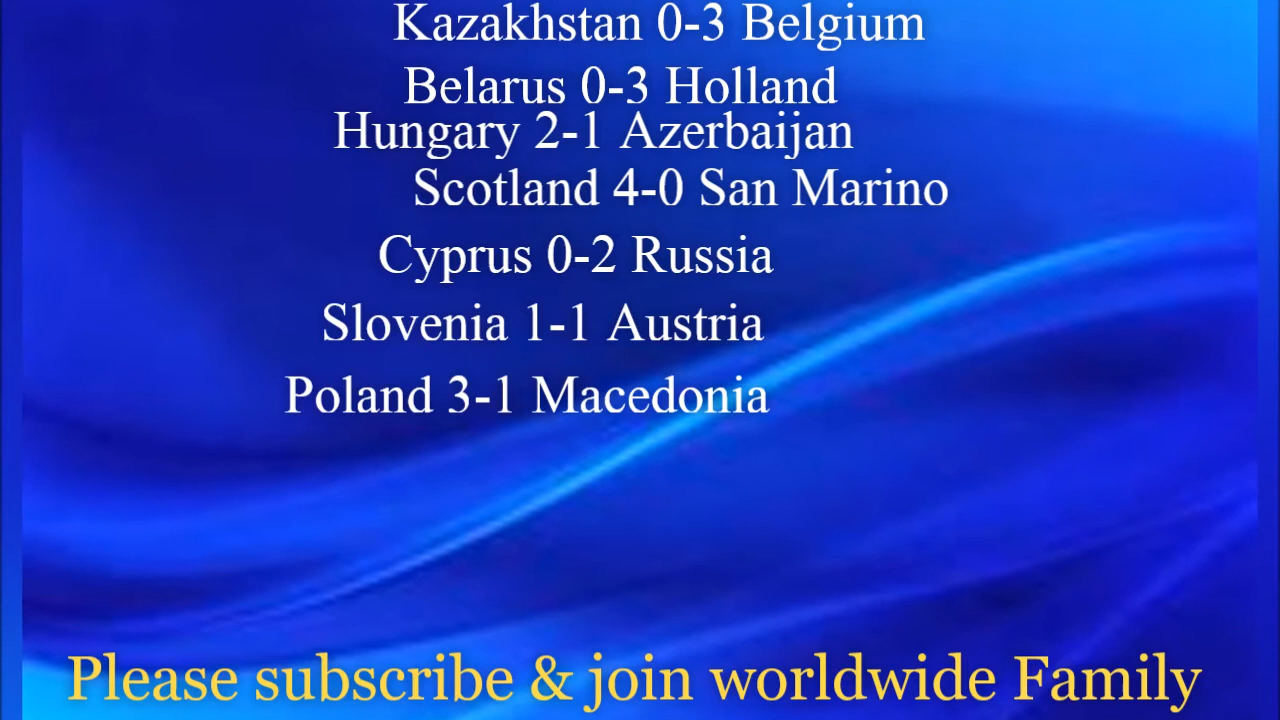 Kazakhstan 0-3 Belgium
Belarus 0-3 Holland
Hungary 2-1 Azerbaijan
Scotland 4-0 San Marino
Cyprus 0-2 Russia
Slovenia 1-1 Austria
Poland 3-1 Macedonia
Please subscribe & join worldwide Family